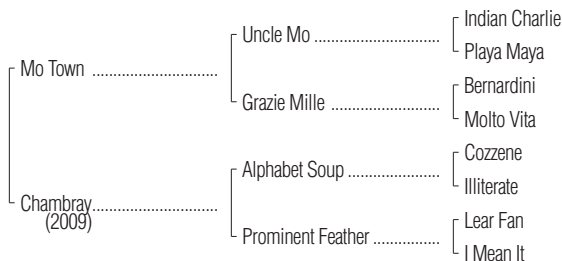 Indian Charlie
Uncle Mo
Playa Maya
Mo Town
Bernardini
Grazie Mille
Molto Vita
Cozzene
Alphabet Soup
Illiterate
Chambray
(2009)
Lear Fan
Prominent Feather
I Mean It